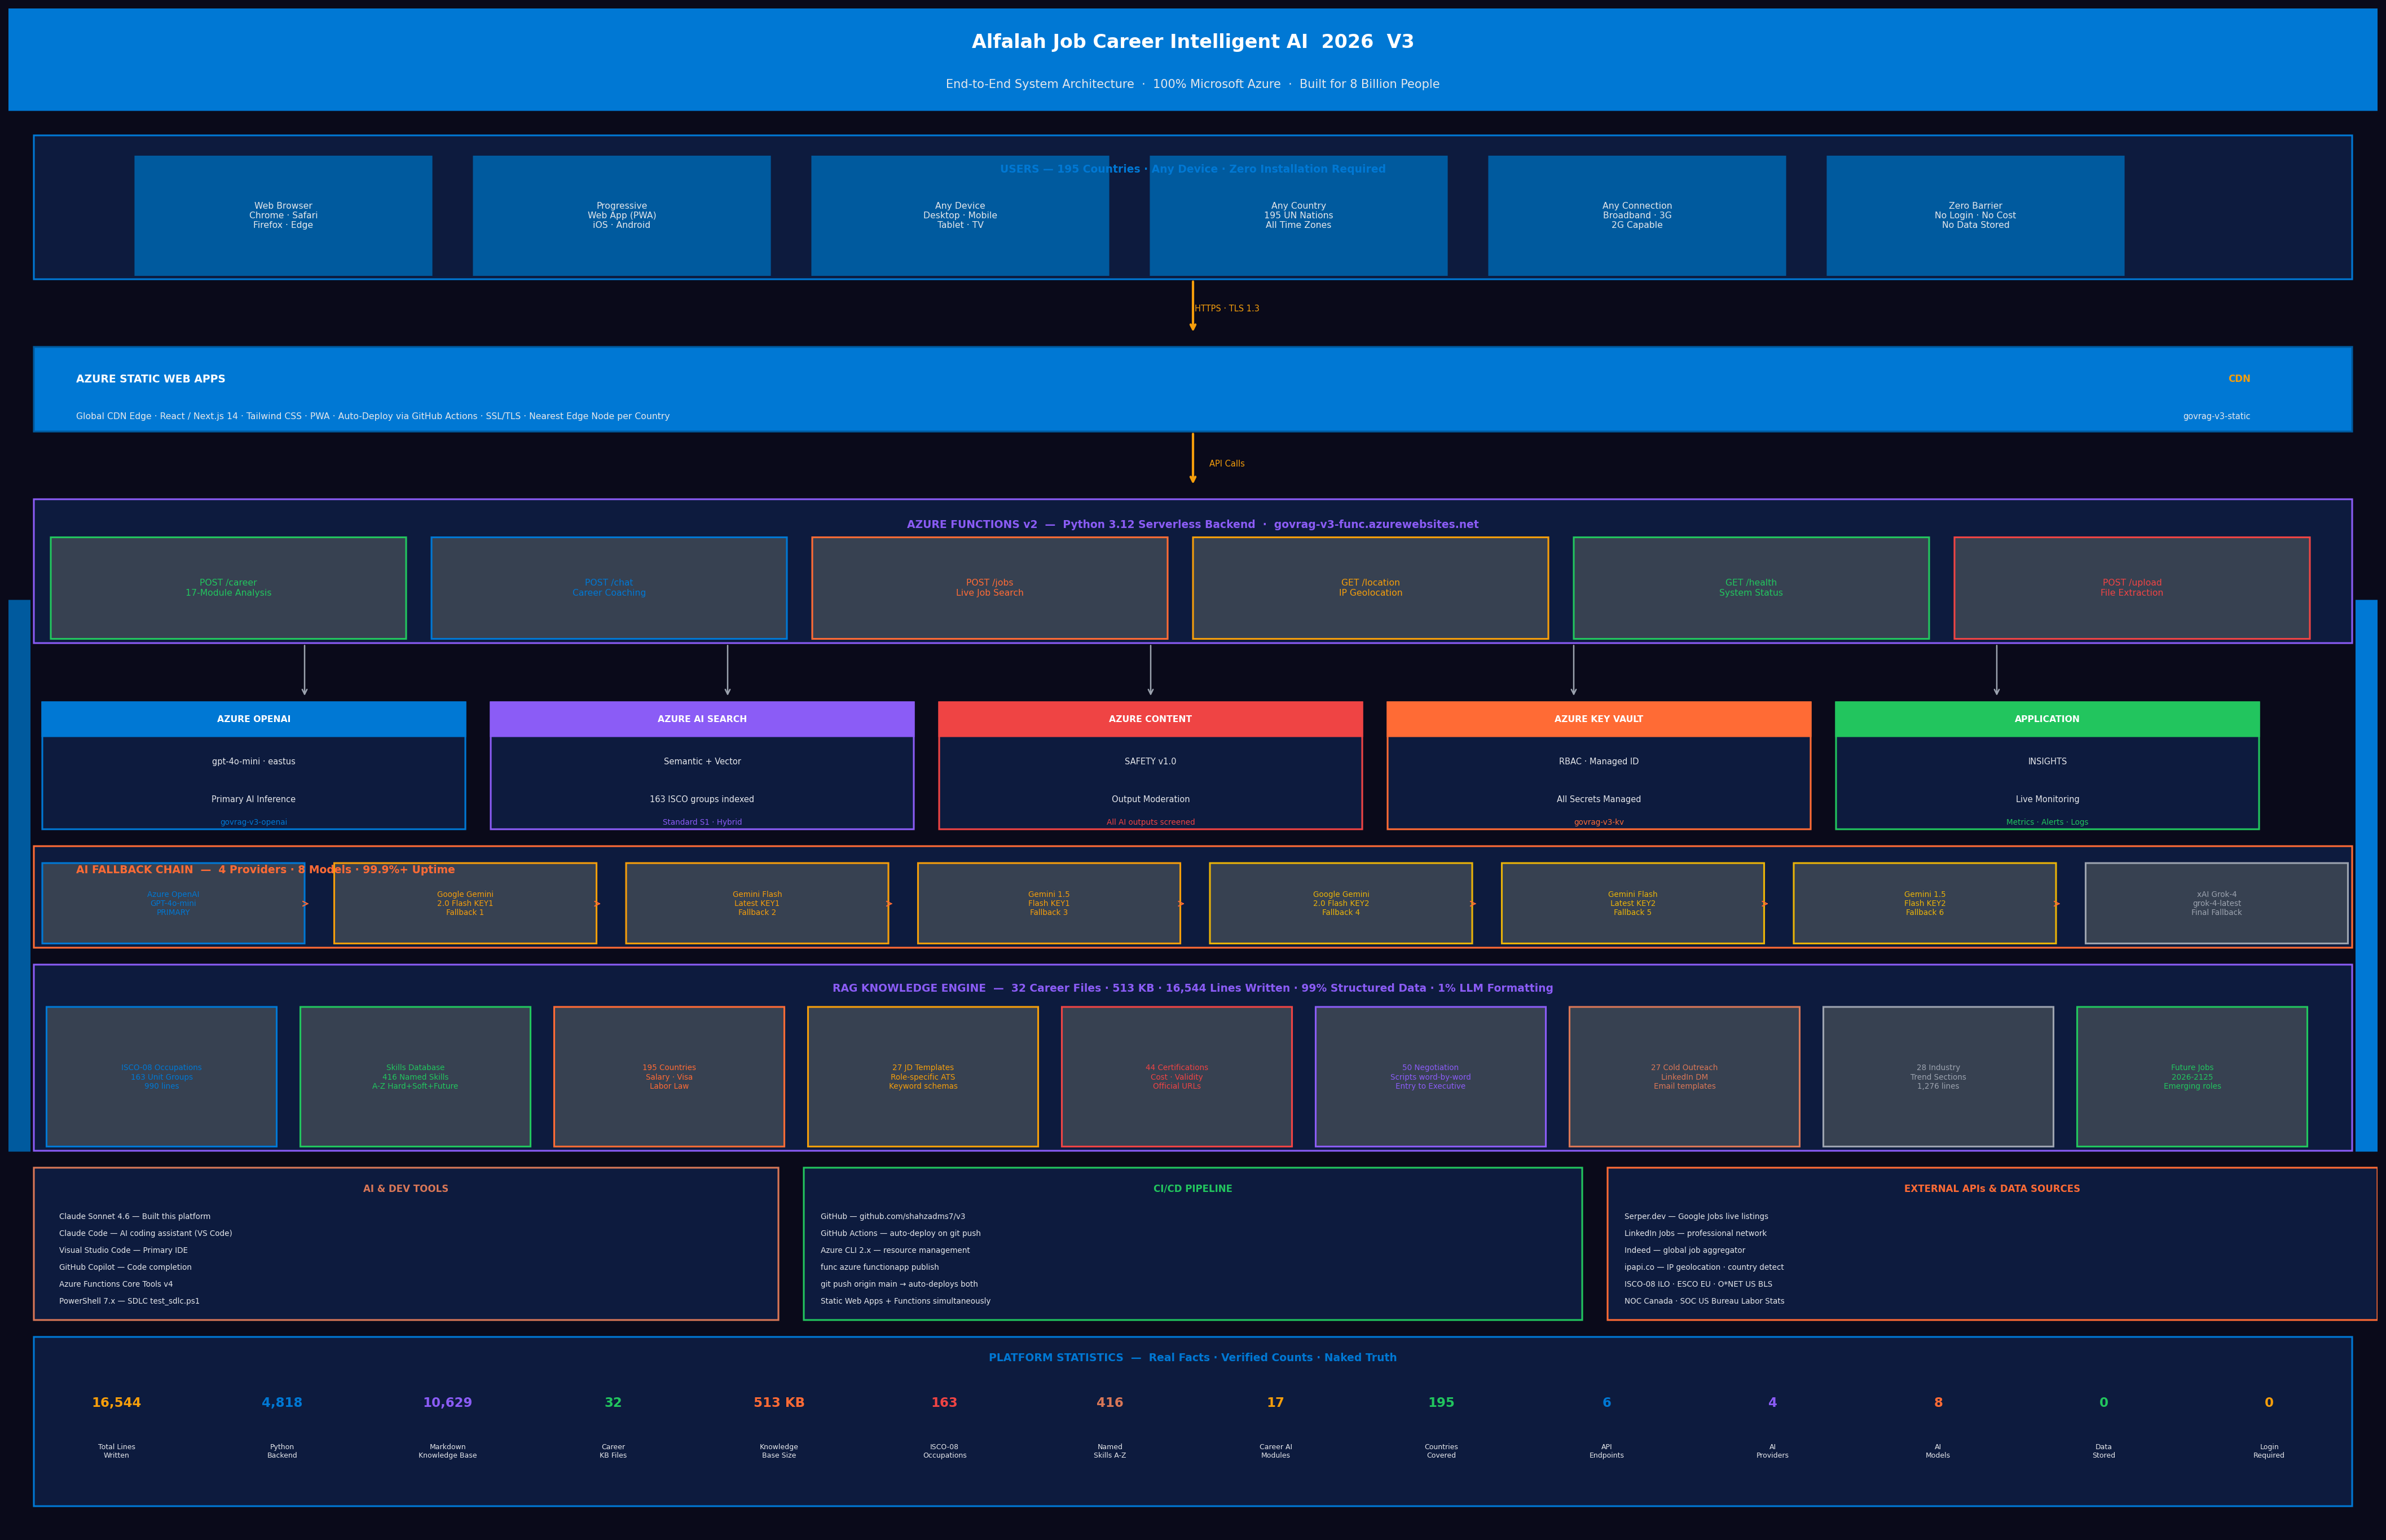 Alfalah Job Career Intelligent AI 2026 V3
End-to-End System Architecture · 100% Microsoft Azure · Built for 8 Billion People
USERS — 195 Countries · Any Device · Zero Installation Required
Web Browser
Chrome · Safari
Firefox · Edge
Progressive
Web App (PWA)
iOS · Android
Any Device
Desktop · Mobile
Tablet · TV
Any Country
195 UN Nations
All Time Zones
Any Connection
Broadband · 3G
2G Capable
Zero Barrier
No Login · No Cost
No Data Stored
HTTPS · TLS 1.3
AZURE STATIC WEB APPS
CDN
Global CDN Edge · React / Next.js 14 · Tailwind CSS · PWA · Auto-Deploy via GitHub Actions · SSL/TLS · Nearest Edge Node per Country
govrag-v3-static
API Calls
AZURE FUNCTIONS v2 — Python 3.12 Serverless Backend · govrag-v3-func.azurewebsites.net
POST /career
17-Module Analysis
POST /chat
Career Coaching
POST /jobs
Live Job Search
GET /location
IP Geolocation
GET /health
System Status
POST /upload
File Extraction
AZURE OPENAI
gpt-4o-mini · eastus
Primary AI Inference
govrag-v3-openai
AZURE AI SEARCH
Semantic + Vector
163 ISCO groups indexed
Standard S1 · Hybrid
AZURE CONTENT
SAFETY v1.0
Output Moderation
All AI outputs screened
AZURE KEY VAULT
RBAC · Managed ID
All Secrets Managed
govrag-v3-kv
APPLICATION
INSIGHTS
Live Monitoring
Metrics · Alerts · Logs
AI FALLBACK CHAIN — 4 Providers · 8 Models · 99.9%+ Uptime
Azure OpenAI
GPT-4o-mini
PRIMARY
Google Gemini
2.0 Flash KEY1
Fallback 1
Gemini Flash
Latest KEY1
Fallback 2
Gemini 1.5
Flash KEY1
Fallback 3
Google Gemini
2.0 Flash KEY2
Fallback 4
Gemini Flash
Latest KEY2
Fallback 5
Gemini 1.5
Flash KEY2
Fallback 6
xAI Grok-4
grok-4-latest
Final Fallback
RAG KNOWLEDGE ENGINE — 32 Career Files · 513 KB · 16,544 Lines Written · 99% Structured Data · 1% LLM Formatting
ISCO-08 Occupations
163 Unit Groups
990 lines
Skills Database
416 Named Skills
A-Z Hard+Soft+Future
195 Countries
Salary · Visa
Labor Law
27 JD Templates
Role-specific ATS
Keyword schemas
44 Certifications
Cost · Validity
Official URLs
50 Negotiation
Scripts word-by-word
Entry to Executive
27 Cold Outreach
LinkedIn DM
Email templates
28 Industry
Trend Sections
1,276 lines
Future Jobs
2026-2125
Emerging roles
AI & DEV TOOLS
Claude Sonnet 4.6 — Built this platform
Claude Code — AI coding assistant (VS Code)
Visual Studio Code — Primary IDE
GitHub Copilot — Code completion
Azure Functions Core Tools v4
PowerShell 7.x — SDLC test_sdlc.ps1
CI/CD PIPELINE
GitHub — github.com/shahzadms7/v3
GitHub Actions — auto-deploy on git push
Azure CLI 2.x — resource management
func azure functionapp publish
git push origin main → auto-deploys both
Static Web Apps + Functions simultaneously
EXTERNAL APIs & DATA SOURCES
Serper.dev — Google Jobs live listings
LinkedIn Jobs — professional network
Indeed — global job aggregator
ipapi.co — IP geolocation · country detect
ISCO-08 ILO · ESCO EU · O*NET US BLS
NOC Canada · SOC US Bureau Labor Stats
PLATFORM STATISTICS — Real Facts · Verified Counts · Naked Truth
16,544
Total Lines
Written
4,818
Python
Backend
10,629
Markdown
Knowledge Base
32
Career
KB Files
513 KB
Knowledge
Base Size
163
ISCO-08
Occupations
416
Named
Skills A-Z
17
Career AI
Modules
195
Countries
Covered
6
API
Endpoints
4
AI
Providers
8
AI
Models
0
Data
Stored
0
Login
Required